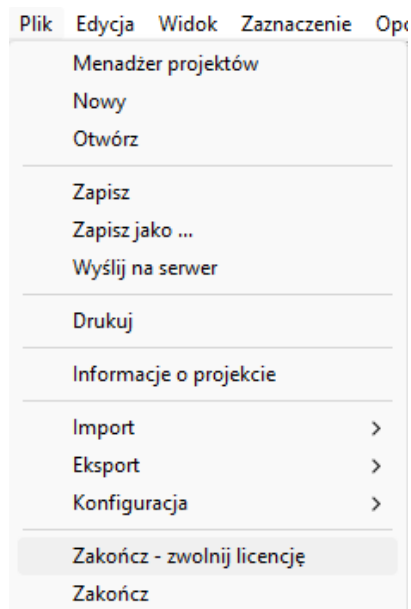 Plik Edycja Widok Zaznaczenie Opc
Menadżer projektów
Nowy
Otwórz
Zapisz
Zapisz jako ...
Wyślij na serwer
Drukuj
Informacje o projekcie
Import
Eksport
Konfiguracja
Zakończ - zwolnij licencję
Zakończ